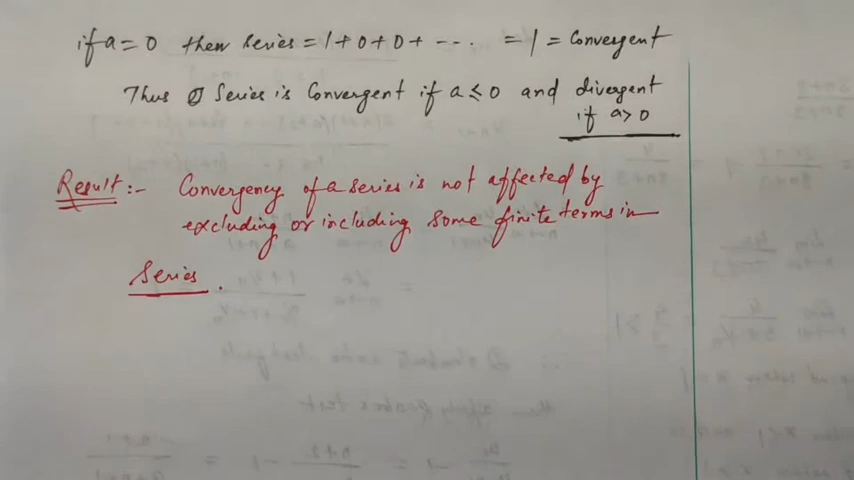 if a = 0 then series = 1 + 0 + 0 + --.. = 1 = Convergent
Thus Series is Convergent if a ≤ 0 and divergent
if a > 0
Result :- Convergency of a series is not affected by
excluding or including some finite terms in
Series.